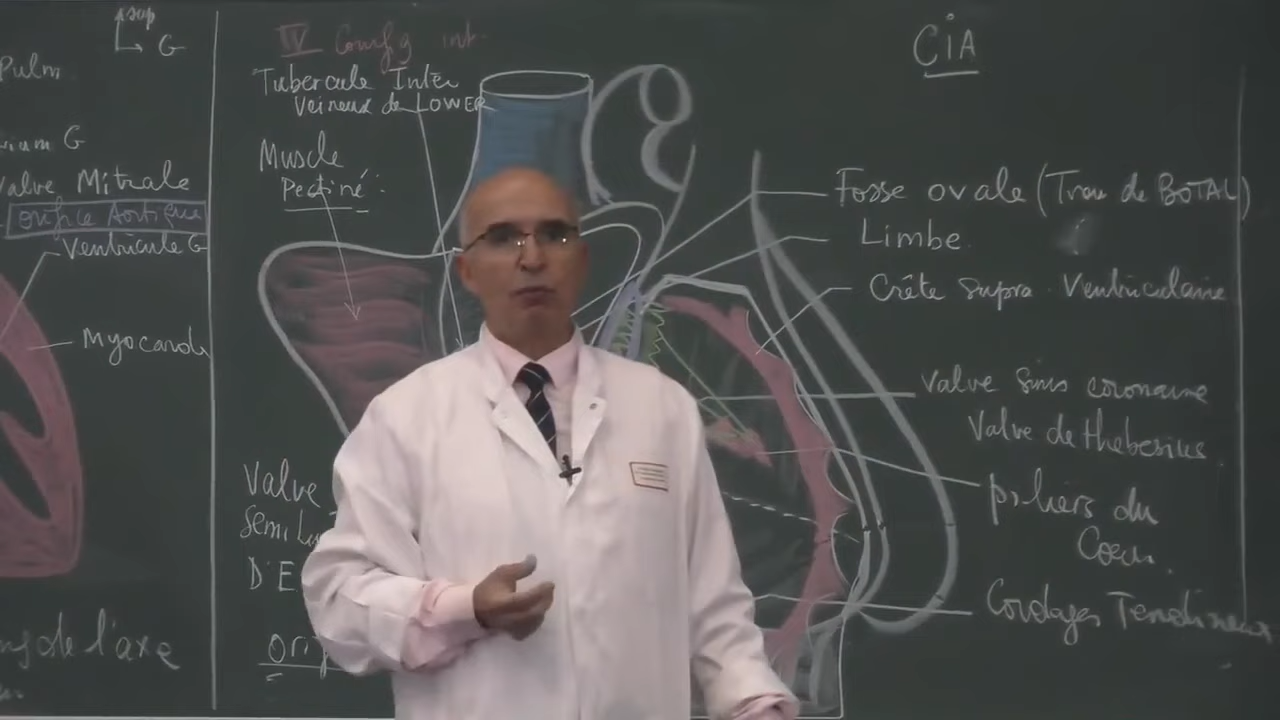 sup
G
Pulm
G
Valve Mitrale
orifice Aortique
Ventricule G
Myocarde
de l'axe
IV Config int.
Tubercule Inter
Veineux de LOWER
Muscle
Pectiné
Valve
D'E
CiA
Fosse ovale (Trou de BOTAL)
Limbe
Crête Supra Ventriculaire
Valve Sinus coronaire
Valve de thebesius
piliers du
Coeur.
Cordages Tendineux